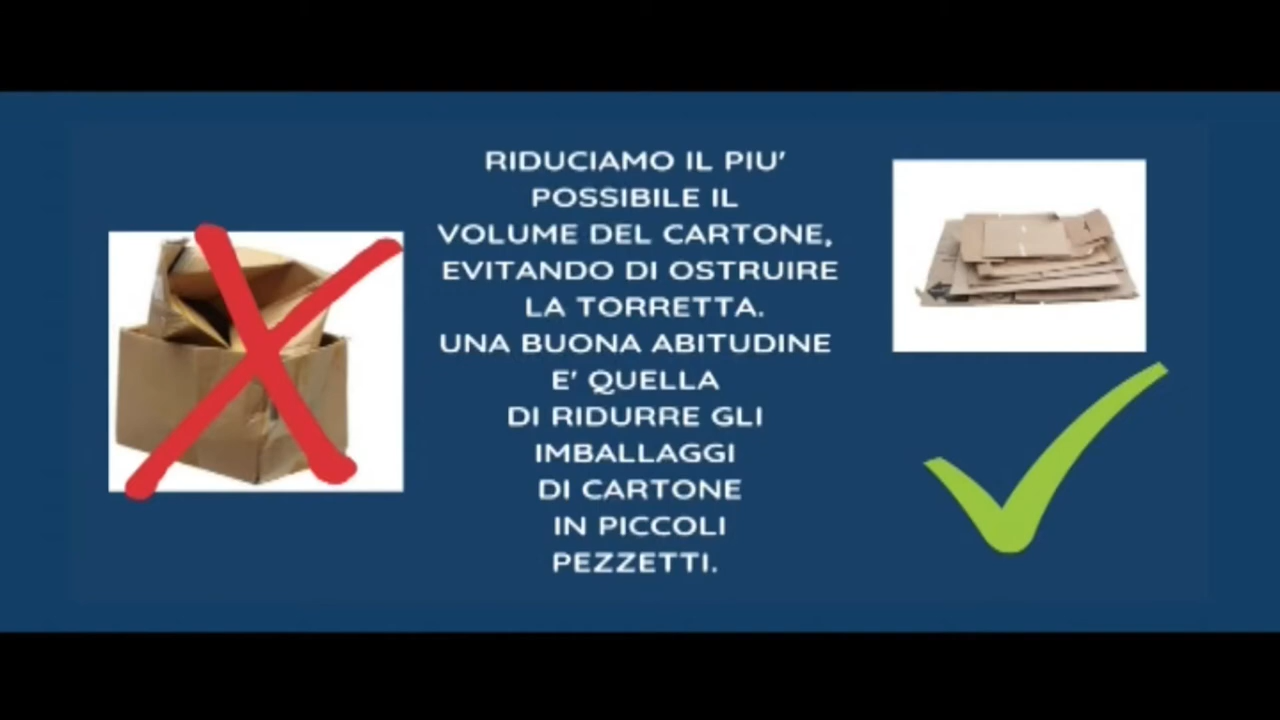 RIDUCIAMO IL PIU'
POSSIBILE IL
VOLUME DEL CARTONE,
EVITANDO DI OSTRUIRE
LA TORRETTA.
UNA BUONA ABITUDINE
E' QUELLA
DI RIDURRE GLI
IMBALLAGGI
DI CARTONE
IN PICCOLI
PEZZETTI.